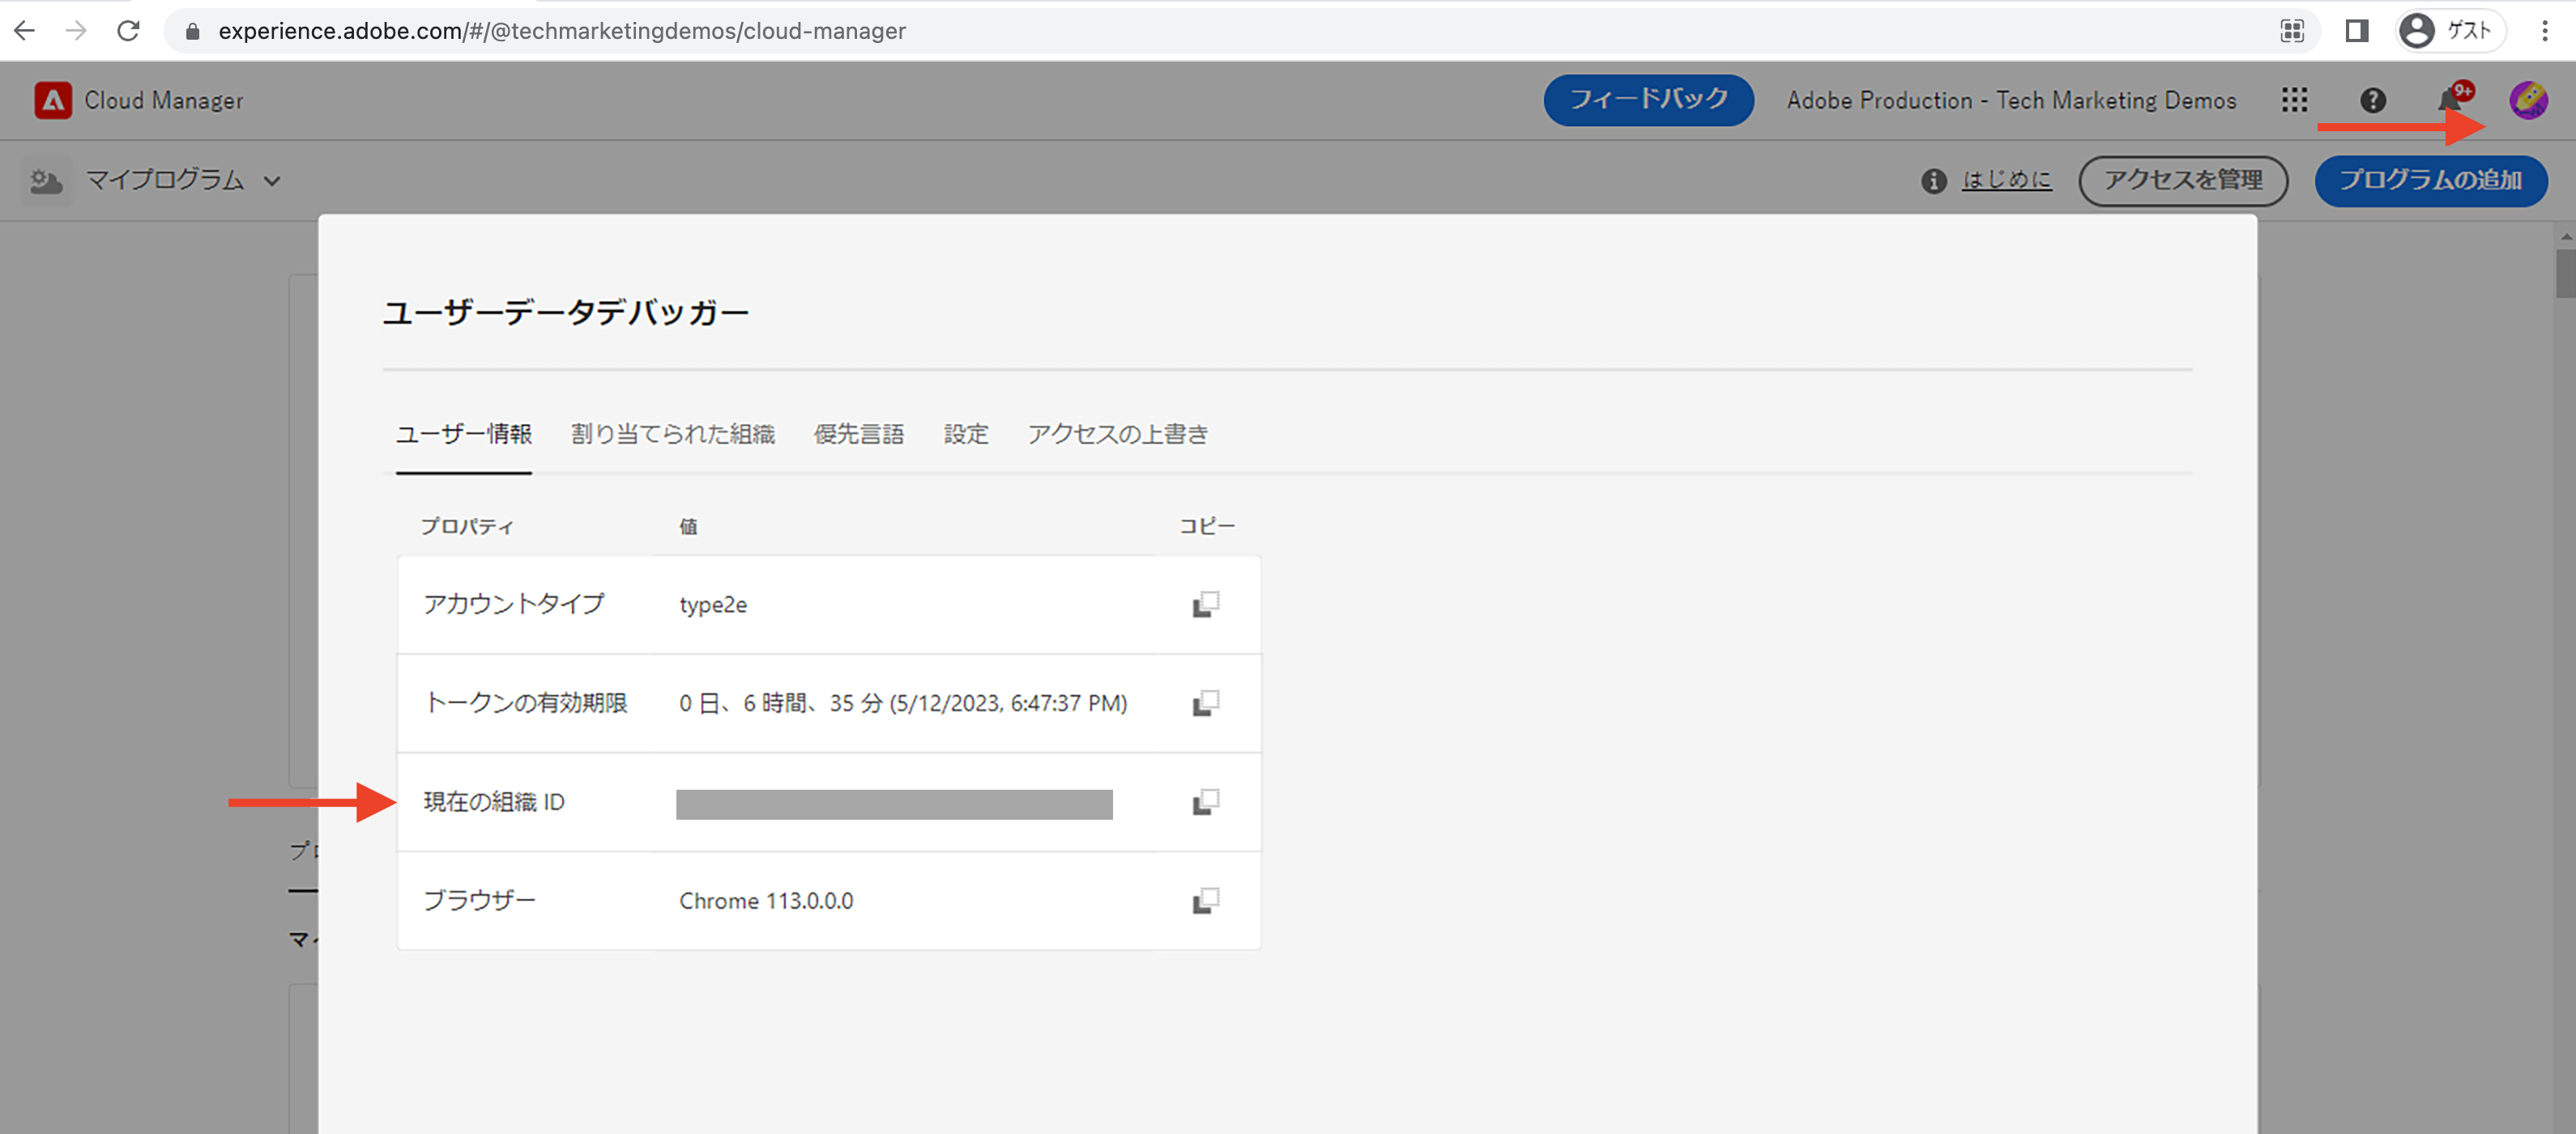 experience.adobe.com/#/@techmarketingdemos/cloud-manager
ゲスト
Cloud Manager
フィードバック
Adobe Production - Tech Marketing Demos
9+
マイプログラム
はじめに
アクセスを管理
プログラムの追加
ユーザーデータデバッガー
ユーザー情報 割り当てられた組織 優先言語 設定 アクセスの上書き
プロパティ 値 コピー
アカウントタイプ type2e
トークンの有効期限 0 日、6 時間、35 分 (5/12/2023, 6:47:37 PM)
現在の組織 ID
プ
ブラウザー Chrome 113.0.0.0
マ